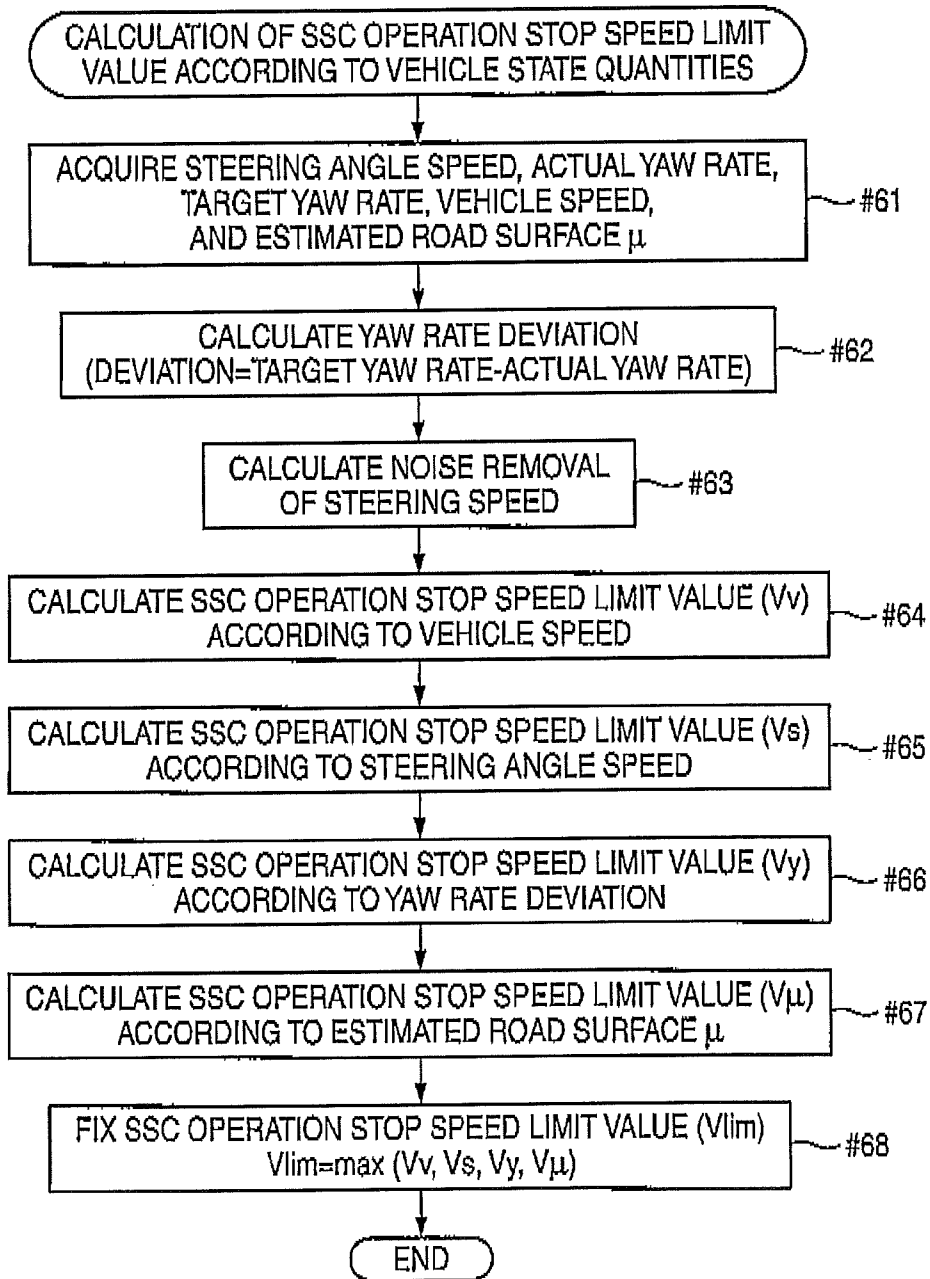 CALCULATION OF SSC OPERATION STOP SPEED LIMIT
VALUE ACCORDING TO VEHICLE STATE QUANTITIES
ACQUIRE STEERING ANGLE SPEED, ACTUAL YAW RATE,
TARGET YAW RATE, VEHICLE SPEED,
AND ESTIMATED ROAD SURFACE μ
#61
CALCULATE YAW RATE DEVIATION
(DEVIATION=TARGET YAW RATE-ACTUAL YAW RATE)
#62
CALCULATE NOISE REMOVAL
OF STEERING SPEED
#63
CALCULATE SSC OPERATION STOP SPEED LIMIT VALUE (Vv)
ACCORDING TO VEHICLE SPEED
#64
CALCULATE SSC OPERATION STOP SPEED LIMIT VALUE (Vs)
ACCORDING TO STEERING ANGLE SPEED
#65
CALCULATE SSC OPERATION STOP SPEED LIMIT VALUE (Vy)
ACCORDING TO YAW RATE DEVIATION
#66
CALCULATE SSC OPERATION STOP SPEED LIMIT VALUE (Vμ)
ACCORDING TO ESTIMATED ROAD SURFACE μ
#67
FIX SSC OPERATION STOP SPEED LIMIT VALUE (Vlim)
Vlim=max (Vv, Vs, Vy, Vμ)
#68
END